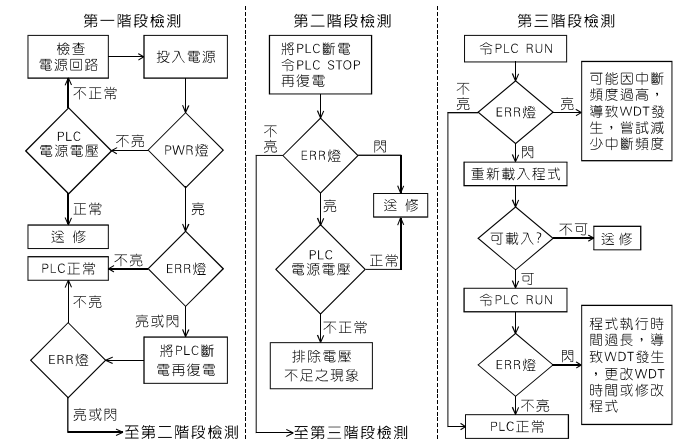 第一階段檢測
檢查
電源回路
投入電源
不正常
PLC
電源電壓
不亮
PWR燈
正常
亮
送 修
PLC正常
不亮
ERR燈
不亮
亮或閃
ERR燈
將PLC斷
電再復電
亮或閃
至第二階段檢測
第二階段檢測
將PLC斷電
令PLC STOP
再復電
不
亮
ERR燈
閃
亮
送 修
PLC
電源電壓
正常
不正常
排除電壓
不足之現象
至第三階段檢測
第三階段檢測
令PLC RUN
不
亮
ERR燈
亮
可能因中斷
頻度過高，
導致WDT發
生，嘗試減
少中斷頻度
閃
重新載入程式
可載入?
不可
送 修
可
令PLC RUN
ERR燈
閃
程式執行時
間過長，導
致WDT發生
，更改WDT
時間或修改
程式
不亮
PLC正常